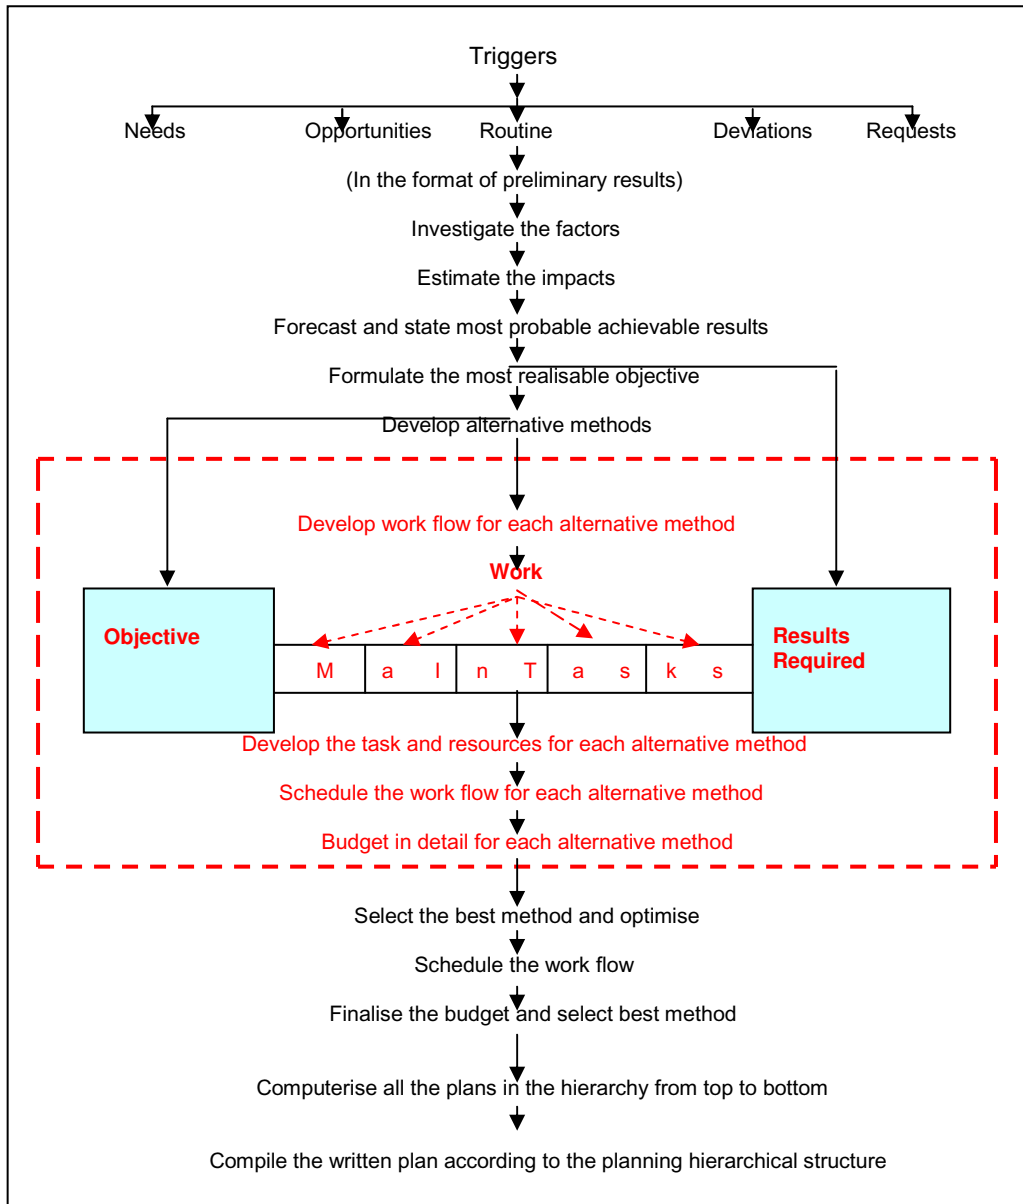 Triggers
Needs Opportunities Routine Deviations Requests
(In the format of preliminary results)
Investigate the factors
Estimate the impacts
Forecast and state most probable achievable results
Formulate the most realisable objective
Develop alternative methods
Develop work flow for each alternative method
Work
Objective
Results
Required
M a I n T a s k s
Develop the task and resources for each alternative method
Schedule the work flow for each alternative method
Budget in detail for each alternative method
Select the best method and optimise
Schedule the work flow
Finalise the budget and select best method
Computerise all the plans in the hierarchy from top to bottom
Compile the written plan according to the planning hierarchical structure